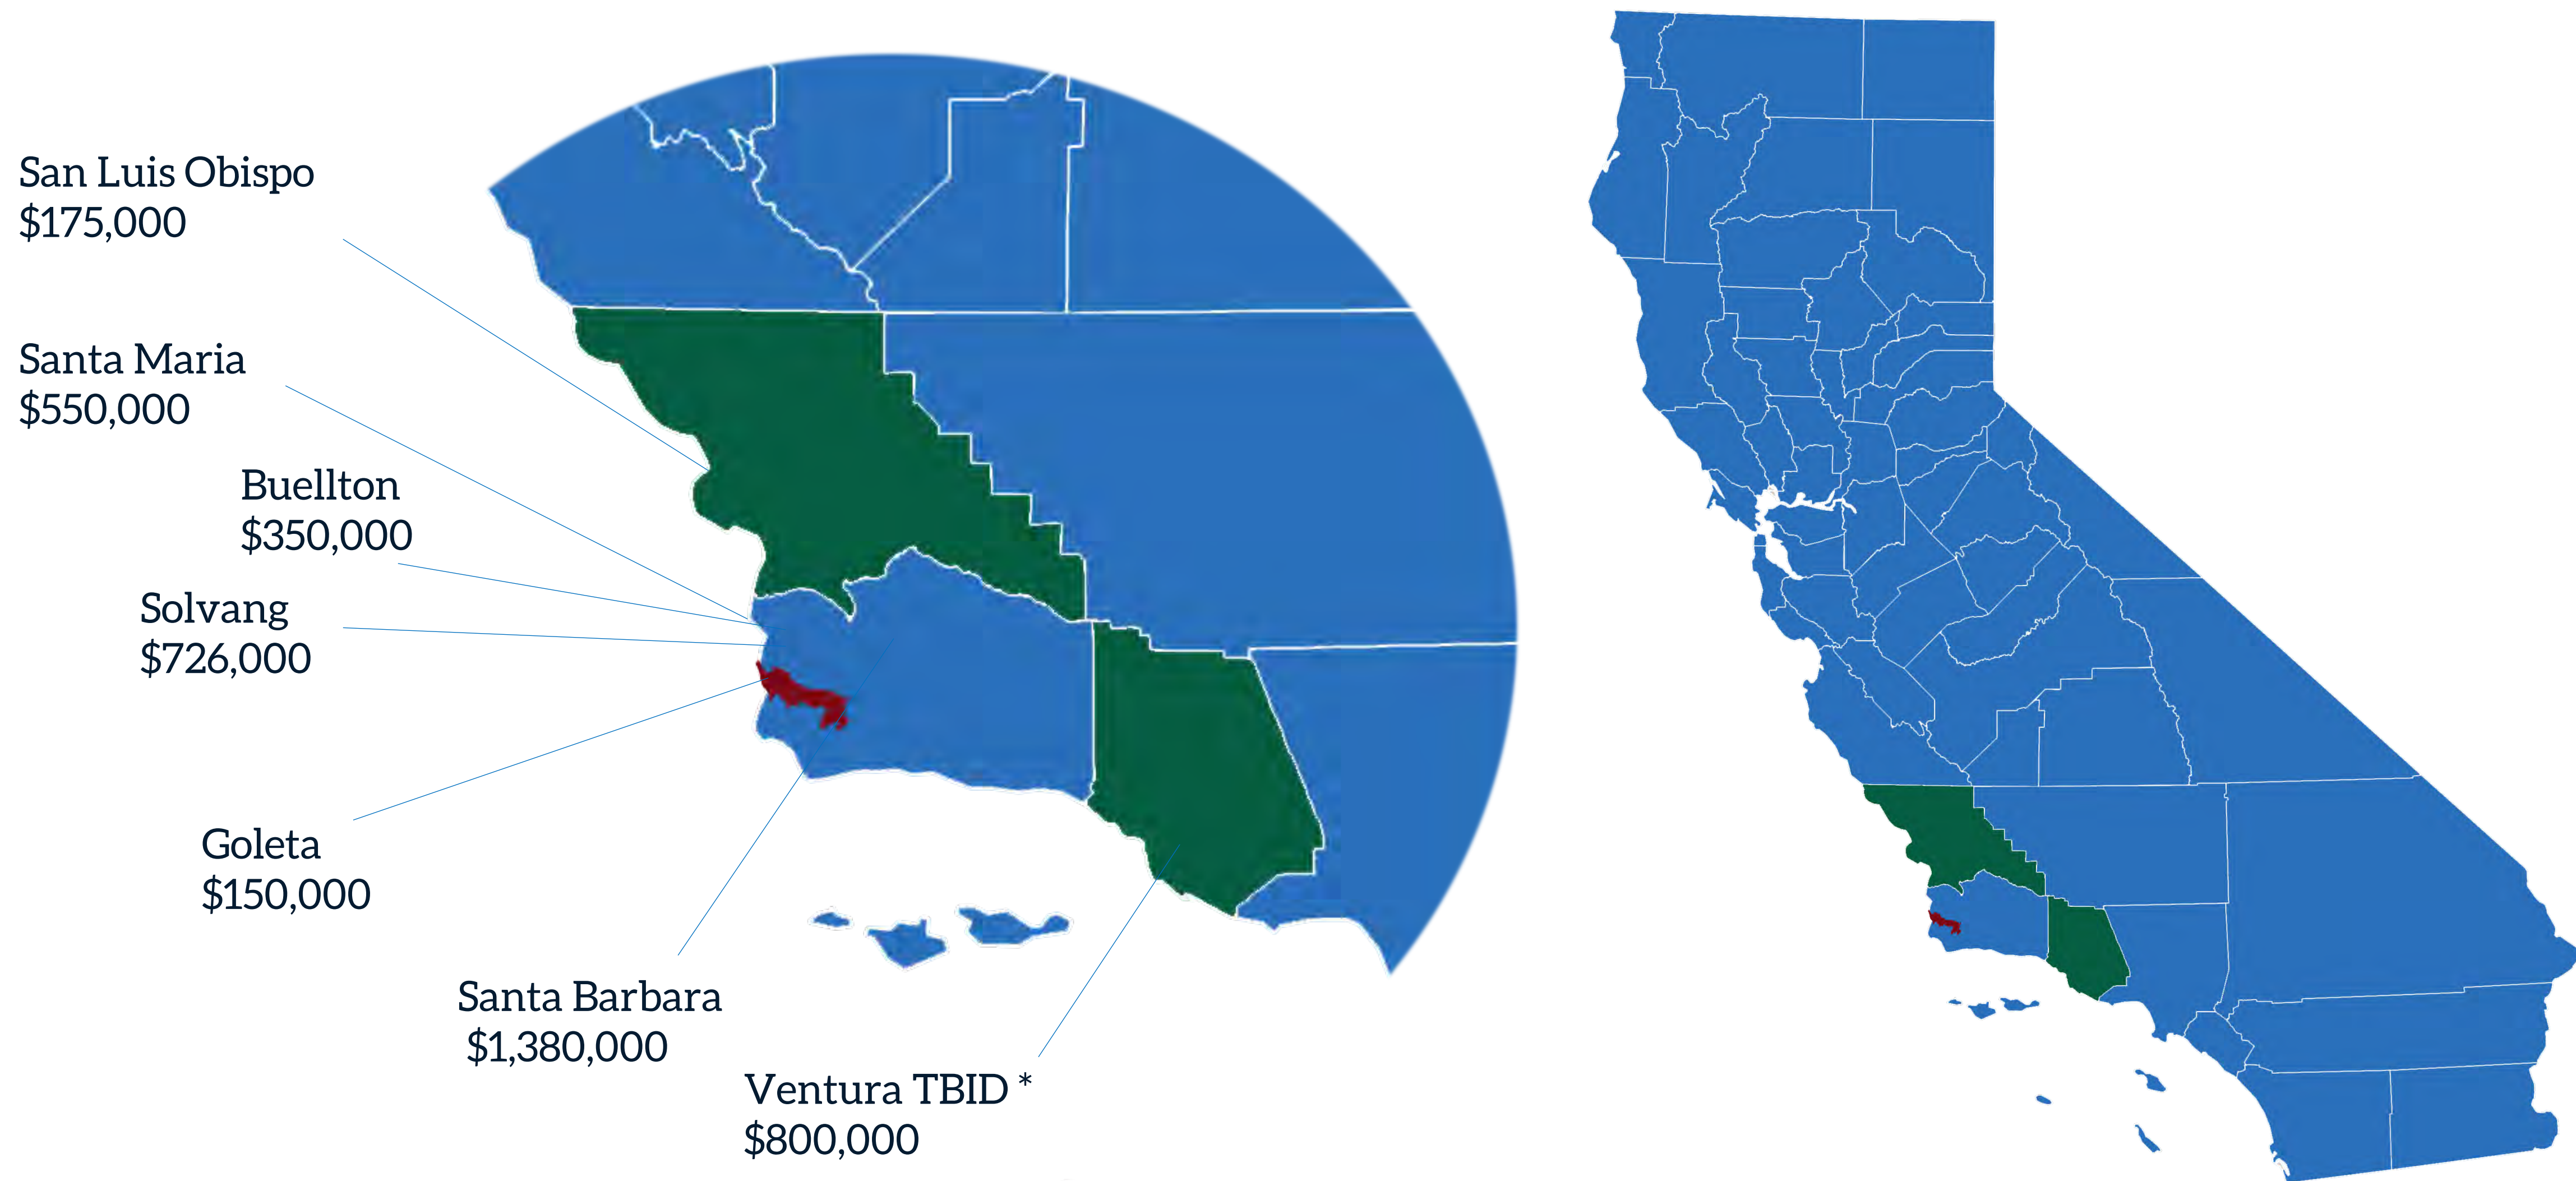 San Luis Obispo
$175,000
Santa Maria
$550,000
Buellton
$350,000
Solvang
$726,000
Goleta
$150,000
Santa Barbara
$1,380,000
Ventura TBID *
$800,000